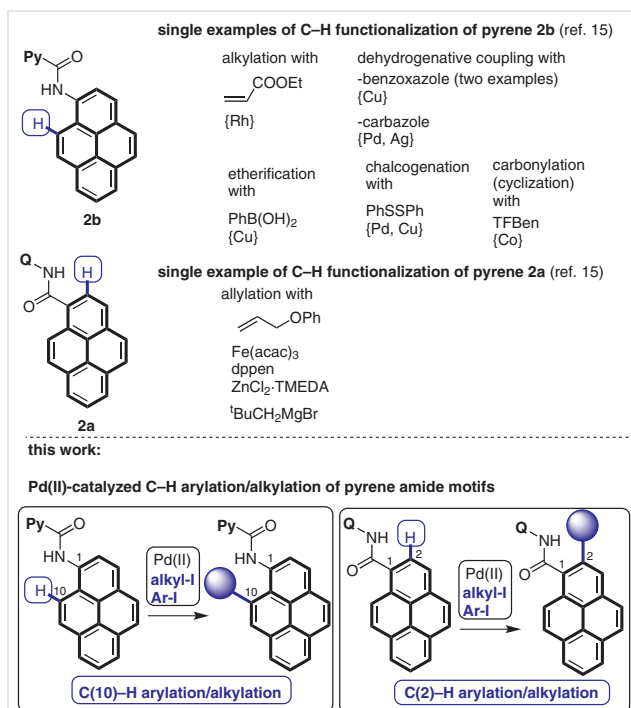 single examples of C–H functionalization of pyrene 2b (ref. 15)
Py
O
HN
H
2b
alkylation with
COOEt
{Rh}
dehydrogenative coupling with
-benzoxazole (two examples)
{Cu}
-carbazole
{Pd, Ag}
etherification
with
PhB(OH)2
{Cu}
chalcogenation
with
PhSSPh
{Pd, Cu}
carbonylation
(cyclization)
with
TFBen
{Co}
single example of C–H functionalization of pyrene 2a (ref. 15)
Q
NH
H
O
2a
allylation with
OPh
Fe(acac)3
dppen
ZnCl2·TMEDA
tBuCH2MgBr
this work:
Pd(II)-catalyzed C–H arylation/alkylation of pyrene amide motifs
Py
O
HN
1
H
10
Pd(II)
alkyl-I
Ar-I
Py
O
HN
1
10
C(10)–H arylation/alkylation
Q
NH
H
O
1
2
Pd(II)
alkyl-I
Ar-I
Q
NH
O
1
2
C(2)–H arylation/alkylation